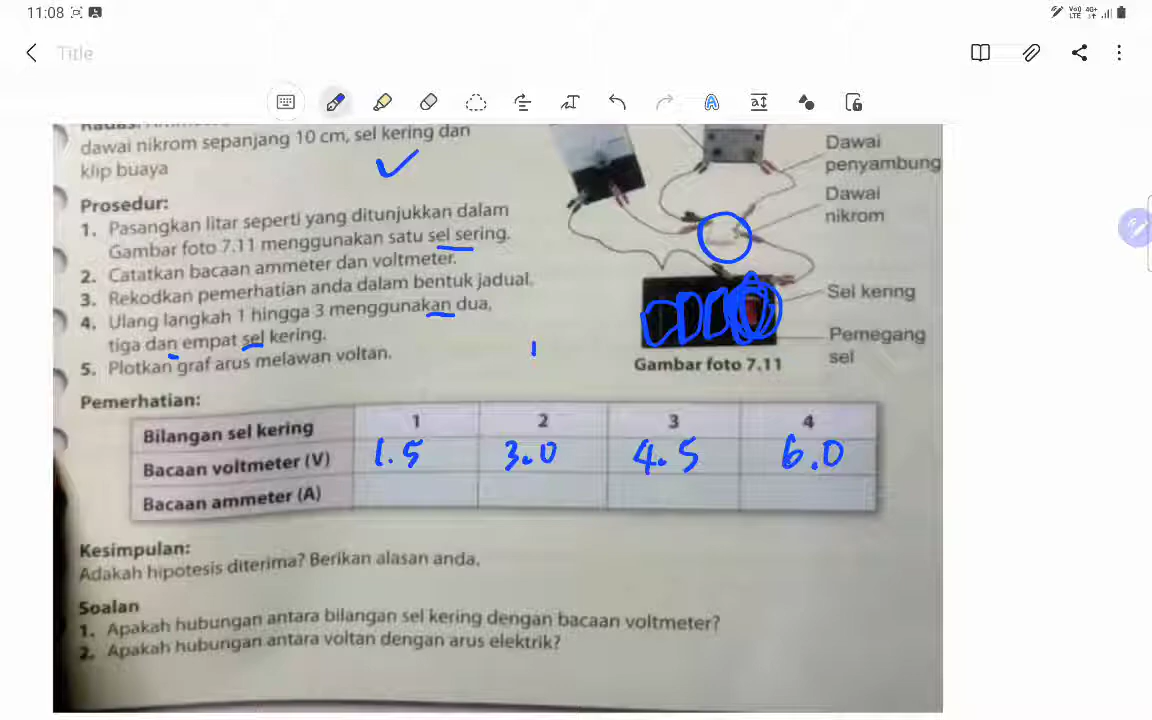 11:08
VoLTE 4G+
Title
dawai nikrom sepanjang 10 cm, sel kering dan
klip buaya
Prosedur:
1. Pasangkan litar seperti yang ditunjukkan dalam
Gambar foto 7.11 menggunakan satu sel sering.
2. Catatkan bacaan ammeter dan voltmeter.
3. Rekodkan pemerhatian anda dalam bentuk jadual.
4. Ulang langkah 1 hingga 3 menggunakan dua,
tiga dan empat sel kering.
5. Plotkan graf arus melawan voltan.
Dawai
penyambung
Dawai
nikrom
Sel kering
Pemegang
sel
Gambar foto 7.11
Pemerhatian:
Bilangan sel kering 1 2 3 4
Bacaan voltmeter (V) 1.5 3.0 4.5 6.0
Bacaan ammeter (A)
Kesimpulan:
Adakah hipotesis diterima? Berikan alasan anda.
Soalan
1. Apakah hubungan antara bilangan sel kering dengan bacaan voltmeter?
2. Apakah hubungan antara voltan dengan arus elektrik?